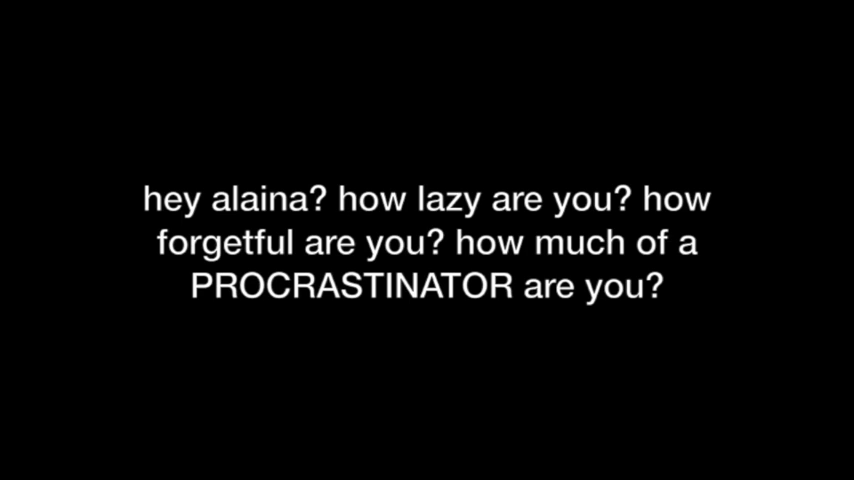 hey alaina? how lazy are you? how
forgetful are you? how much of a
PROCRASTINATOR are you?